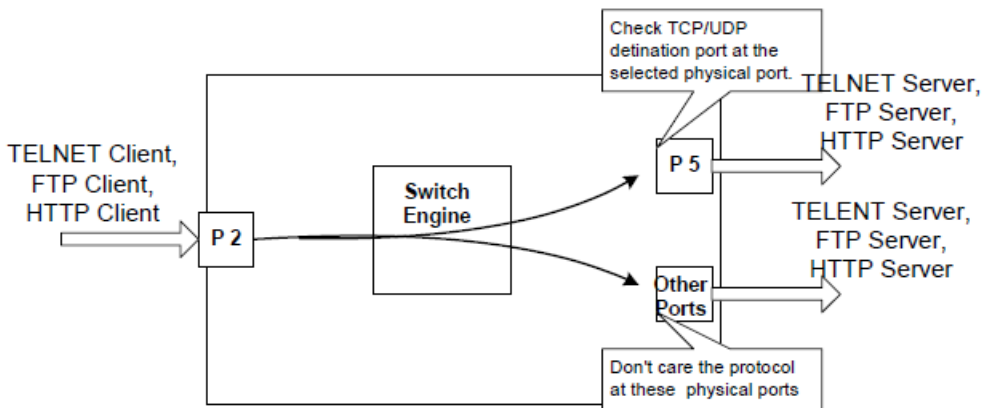 Check TCP/UDP
detination port at the
selected physical port.
TELNET Server,
FTP Server,
HTTP Server
TELNET Client,
FTP Client,
HTTP Client
P 2
Switch
Engine
P 5
TELENT Server,
FTP Server,
HTTP Server
Other
Ports
Don't care the protocol
at these physical ports